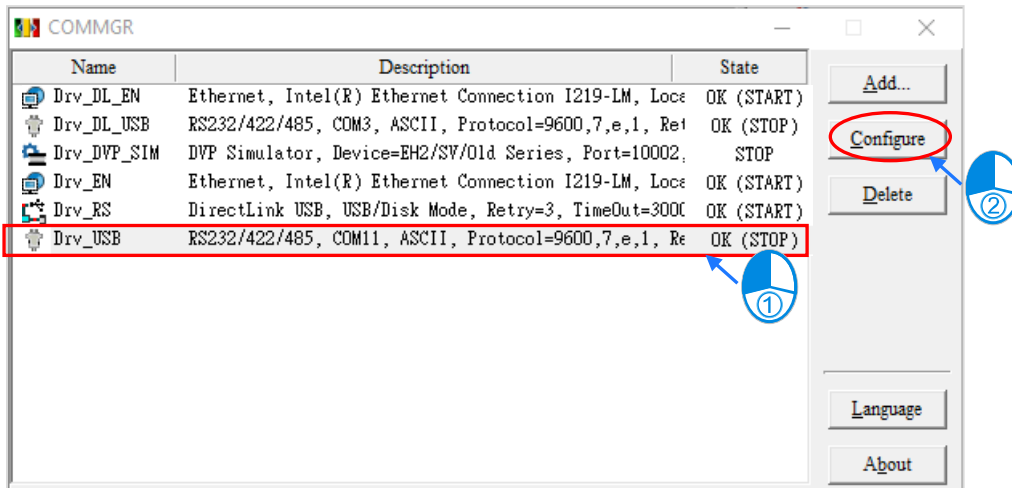 COMMGR
Name Description State
Drv_DL_EN Ethernet, Intel(R) Ethernet Connection I219-LM, Loca OK (START)
Drv_DL_USB RS232/422/485, COM3, ASCII, Protocol=9600,7,e,1, Ret OK (STOP)
Drv_DVP_SIM DVP Simulator, Device=EH2/SV/Old Series, Port=10002, STOP
Drv_EN Ethernet, Intel(R) Ethernet Connection I219-LM, Loca OK (START)
Drv_RS DirectLink USB, USB/Disk Mode, Retry=3, TimeOut=3000 OK (START)
Drv_USB RS232/422/485, COM11, ASCII, Protocol=9600,7,e,1, Re OK (STOP)
Add...
Configure
Delete
①
②
Language
About